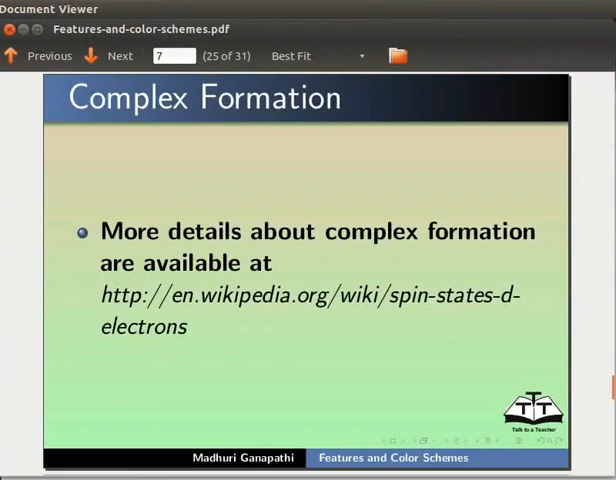 Document Viewer
Features-and-color-schemes.pdf
Previous Next 7 (25 of 31) Best Fit
Complex Formation
More details about complex formation
are available at
http://en.wikipedia.org/wiki/spin-states-d-
electrons
T
T T
Talk to a Teacher
Madhuri Ganapathi Features and Color Schemes